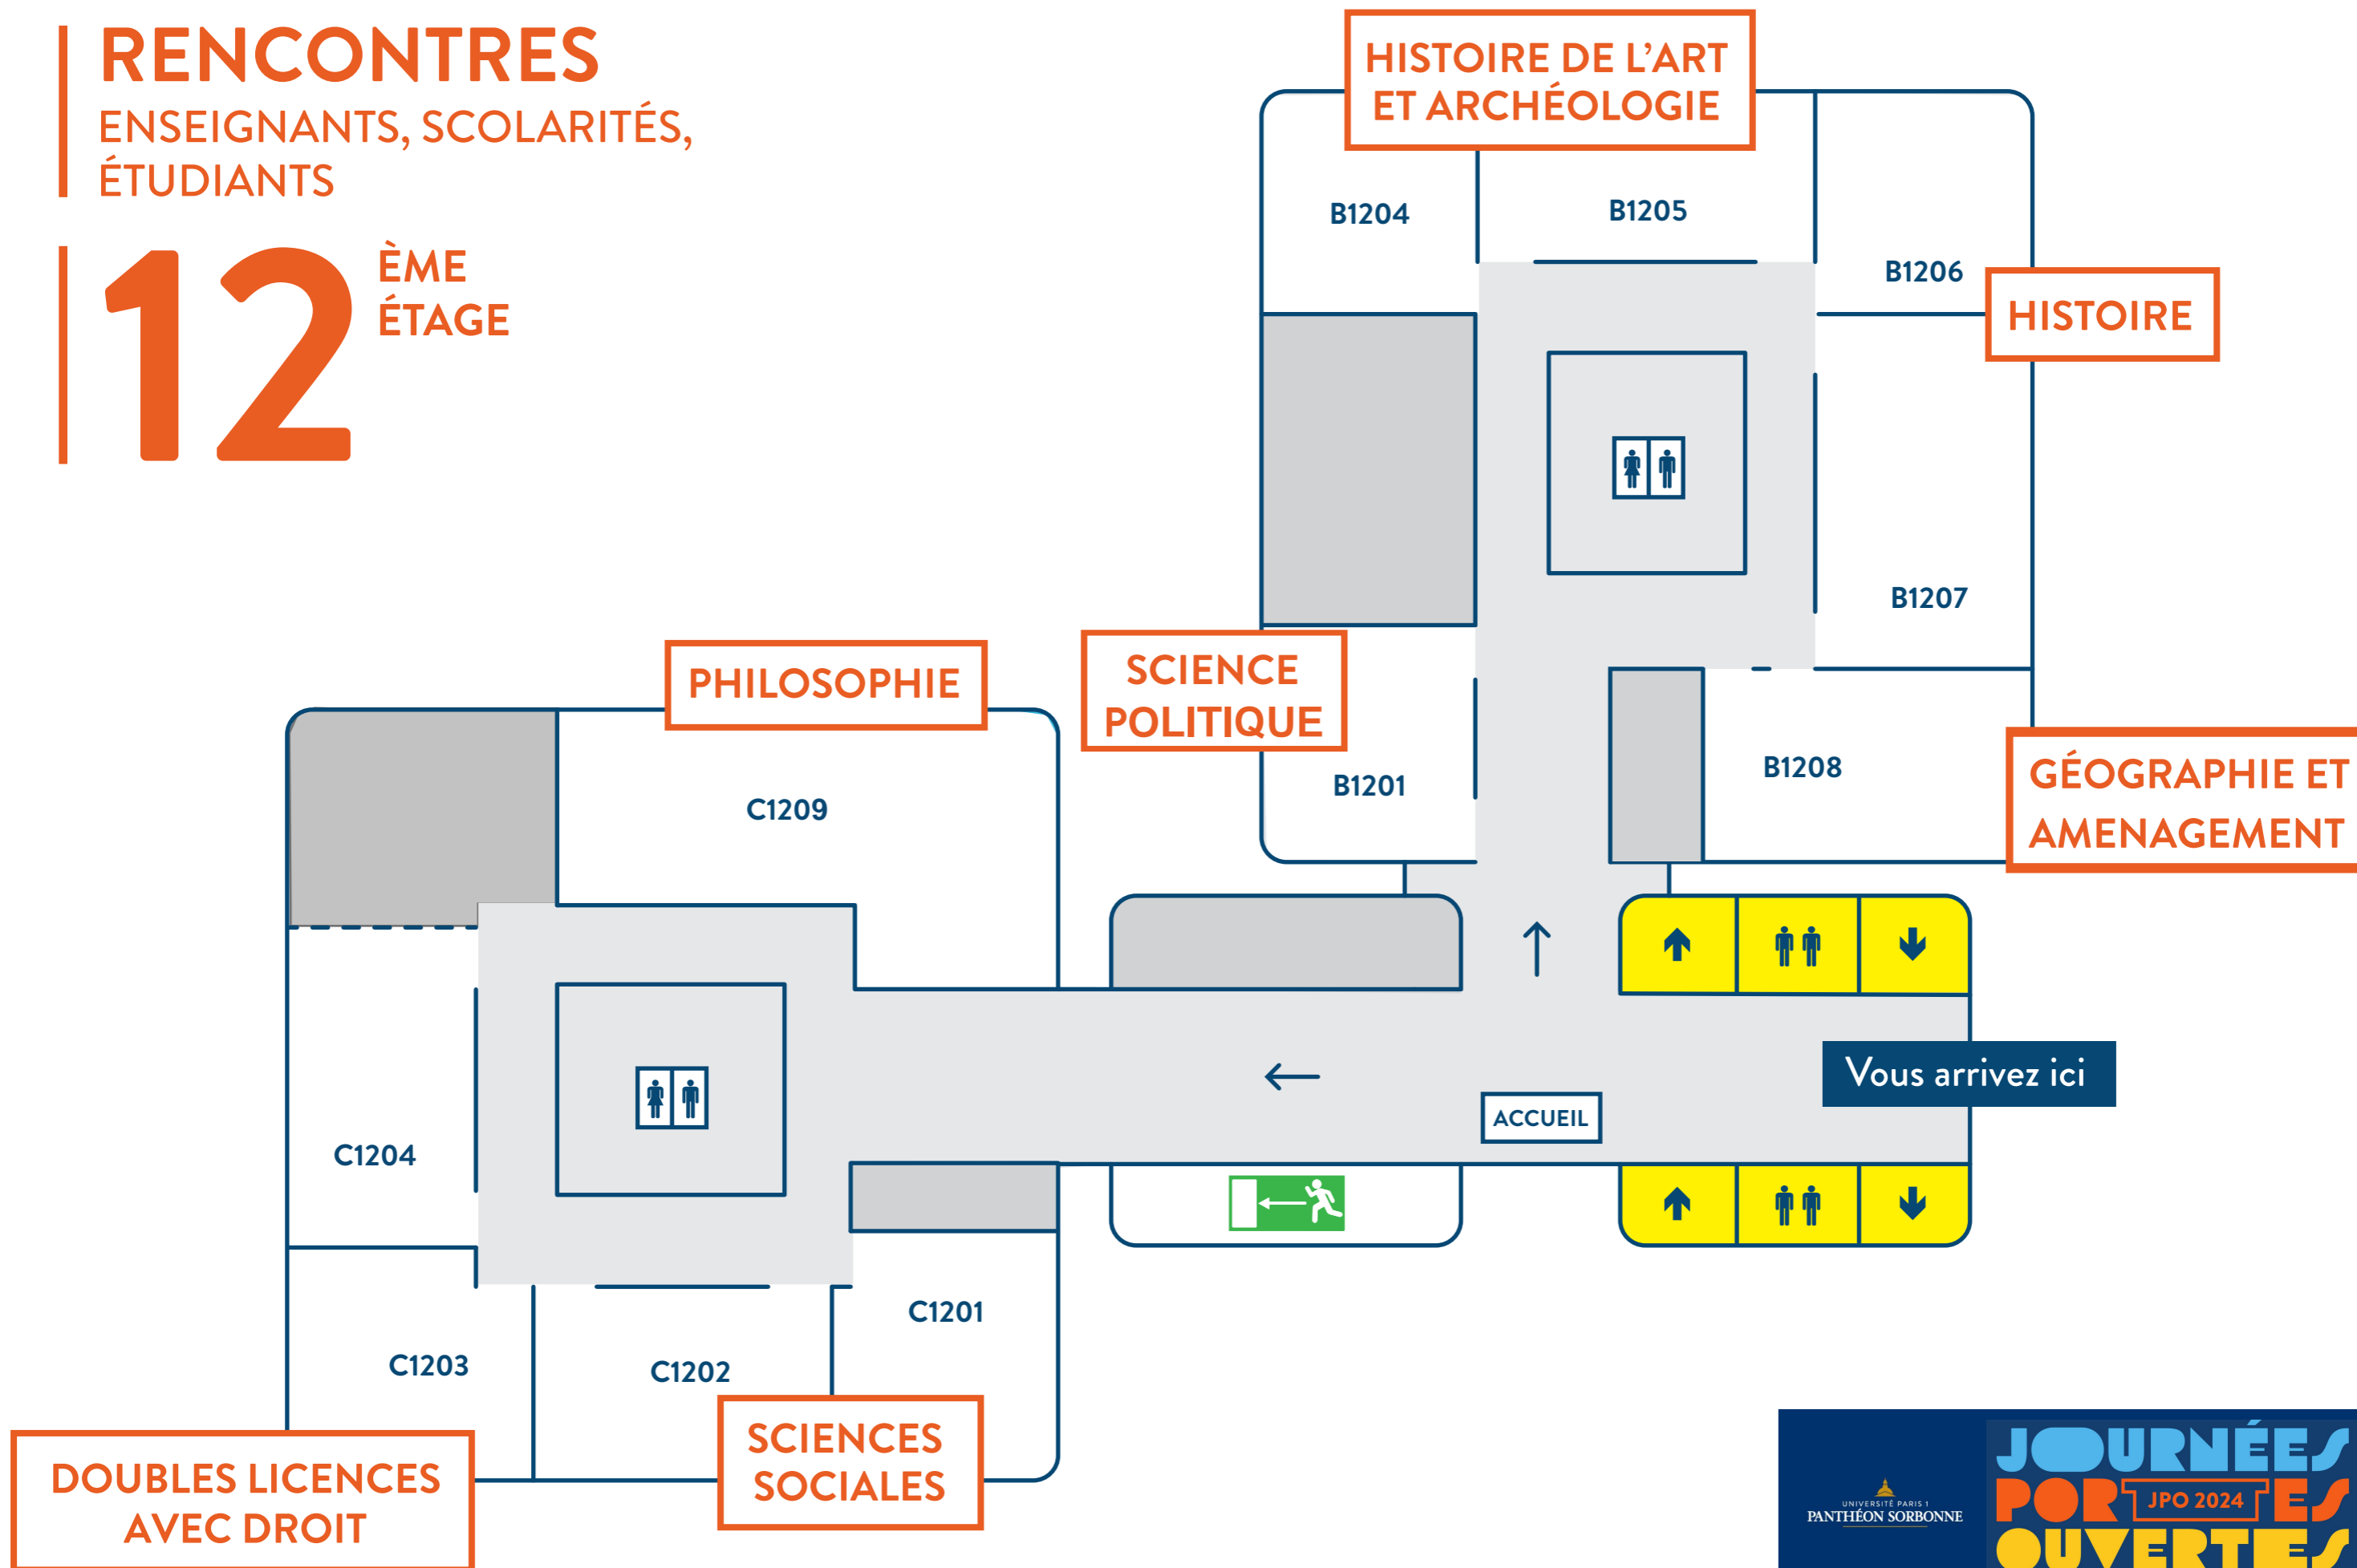 RENCONTRES
ENSEIGNANTS, SCOLARITÉS,
ÉTUDIANTS
12 ÈME
ÉTAGE
HISTOIRE DE L’ART
ET ARCHÉOLOGIE
B1204
B1205
B1206
HISTOIRE
B1207
SCIENCE
POLITIQUE
B1201
B1208
GÉOGRAPHIE ET
AMENAGEMENT
PHILOSOPHIE
C1209
Vous arrivez ici
ACCUEIL
C1204
C1203
C1202
C1201
SCIENCES
SOCIALES
DOUBLES LICENCES
AVEC DROIT
UNIVERSITÉ PARIS 1
PANTHÉON SORBONNE
JOURNÉES
PORTES
JPO 2024
OUVERTES